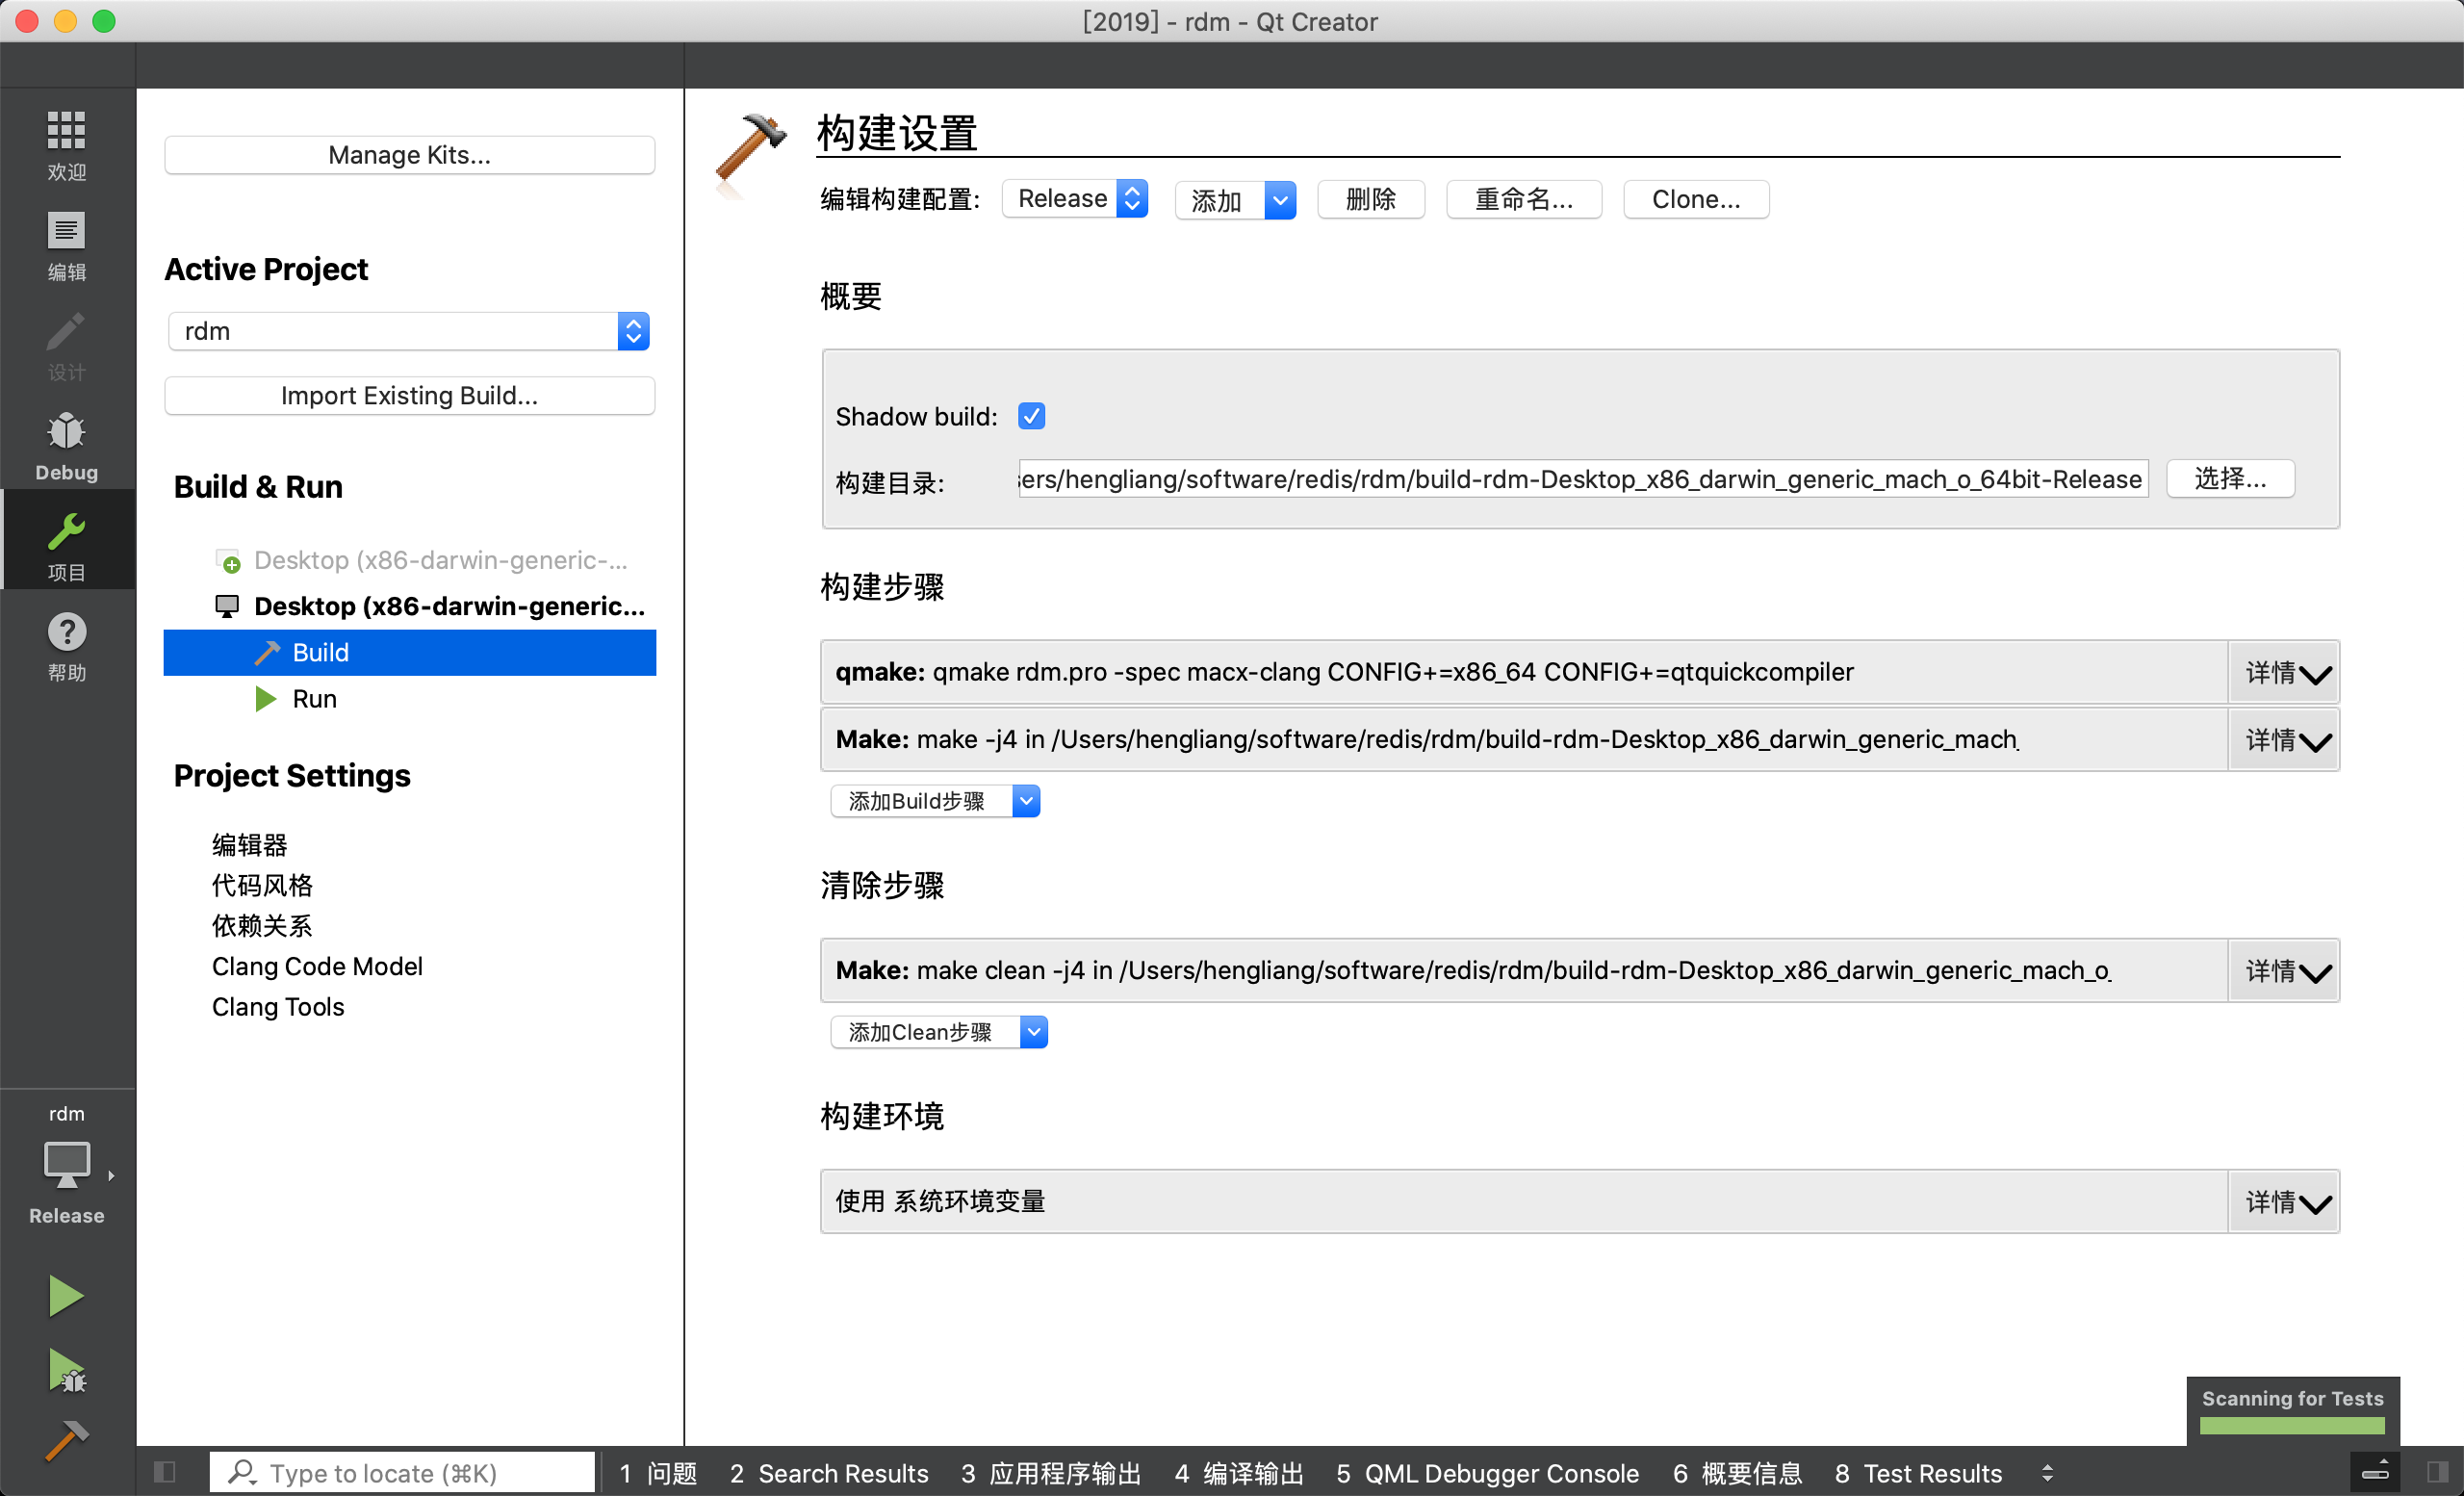 [2019] - rdm - Qt Creator
欢迎
编辑
设计
Debug
项目
帮助
rdm
Release
Manage Kits...
Active Project
rdm
Import Existing Build...
Build & Run
Desktop (x86-darwin-generic-...
Desktop (x86-darwin-generic...
Build
Run
Project Settings
编辑器
代码风格
依赖关系
Clang Code Model
Clang Tools
构建设置
编辑构建配置: Release 添加 删除 重命名... Clone...
概要
Shadow build:
构建目录: sers/hengliang/software/redis/rdm/build-rdm-Desktop_x86_darwin_generic_mach_o_64bit-Release 选择...
构建步骤
qmake: qmake rdm.pro -spec macx-clang CONFIG+=x86_64 CONFIG+=qtquickcompiler 详情
Make: make -j4 in /Users/hengliang/software/redis/rdm/build-rdm-Desktop_x86_darwin_generic_mach_ 详情
添加Build步骤
清除步骤
Make: make clean -j4 in /Users/hengliang/software/redis/rdm/build-rdm-Desktop_x86_darwin_generic_mach_o_ 详情
添加Clean步骤
构建环境
使用 系统环境变量 详情
Scanning for Tests
Type to locate (⌘K) 1 问题 2 Search Results 3 应用程序输出 4 编译输出 5 QML Debugger Console 6 概要信息 8 Test Results